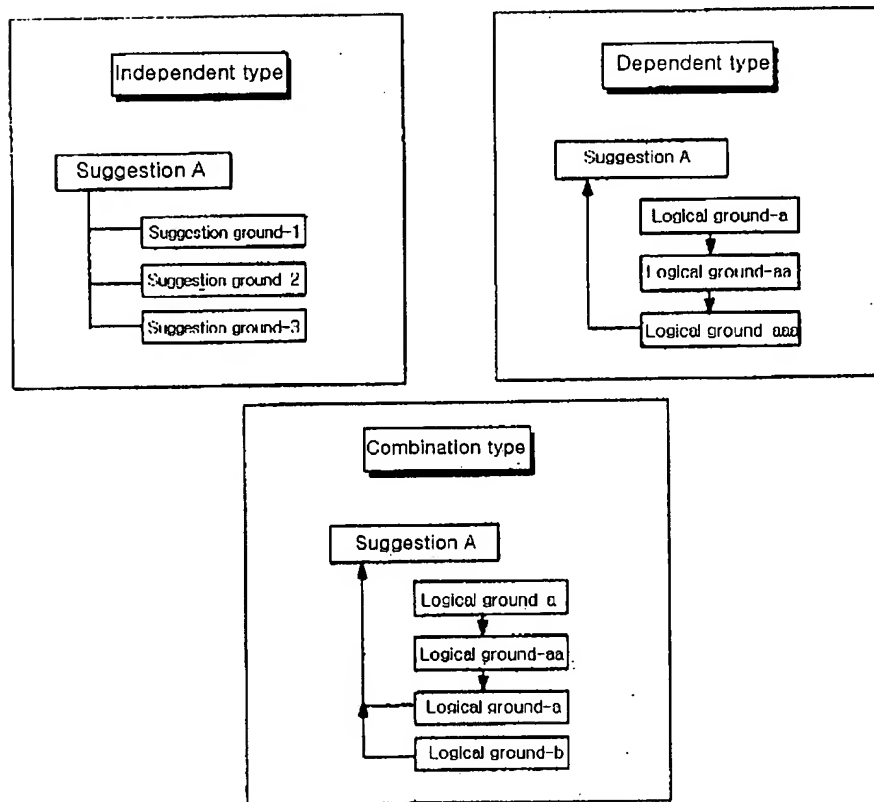 Independent type
Suggestion A
Suggestion ground-1
Suggestion ground 2
Suggestion ground-3
Dependent type
Suggestion A
Logical ground-a
Logical ground-aa
Logical ground aaa
Combination type
Suggestion A
Logical ground a
Logical ground-aa
Logical ground-a
Logical ground-b